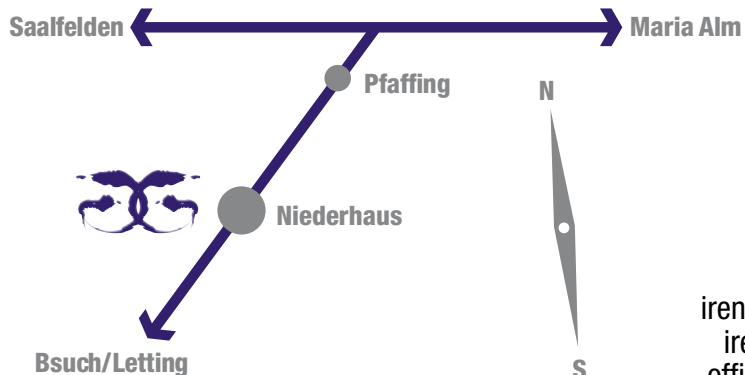 Saalfelden
Maria Alm
Pfaffing
N
Niederhaus
Bsuch/Letting
S